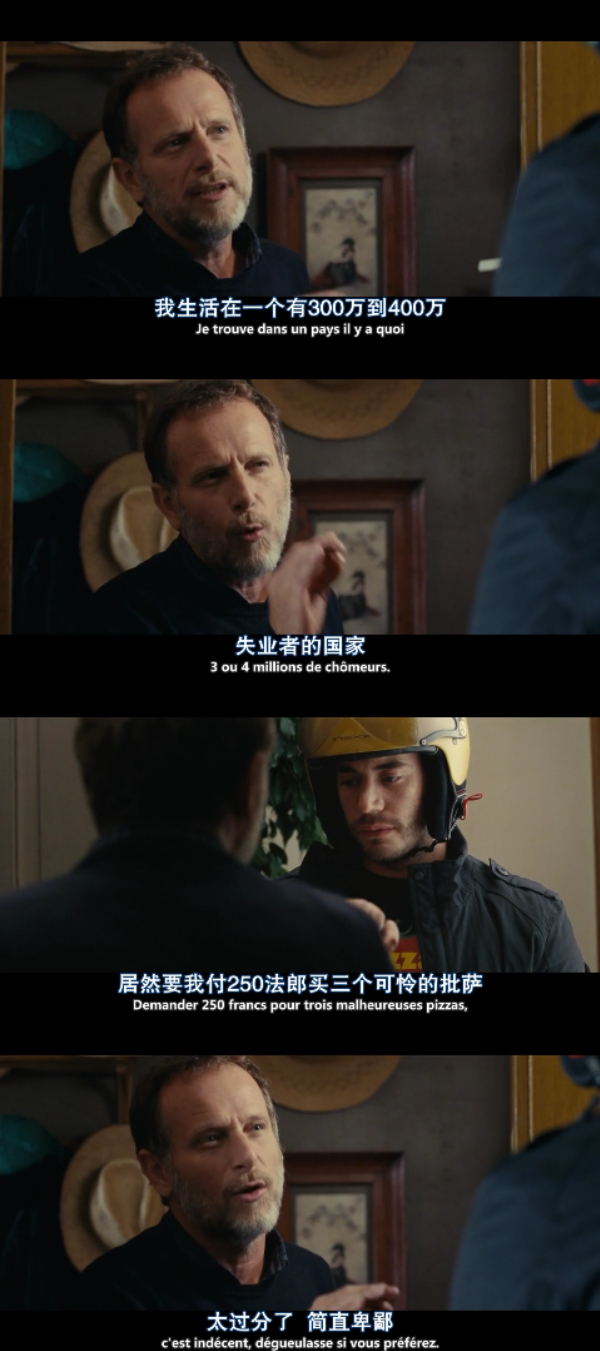 我生活在一个有300万到400万
Je trouve dans un pays il y a quoi
失业者的国家
3 ou 4 millions de chômeurs.
zz
居然要我付250法郎买三个可怜的批萨
Demander 250 francs pour trois malheureuses pizzas,
太过分了 简直卑鄙
c'est indécent, dégueulasse si vous préférez.